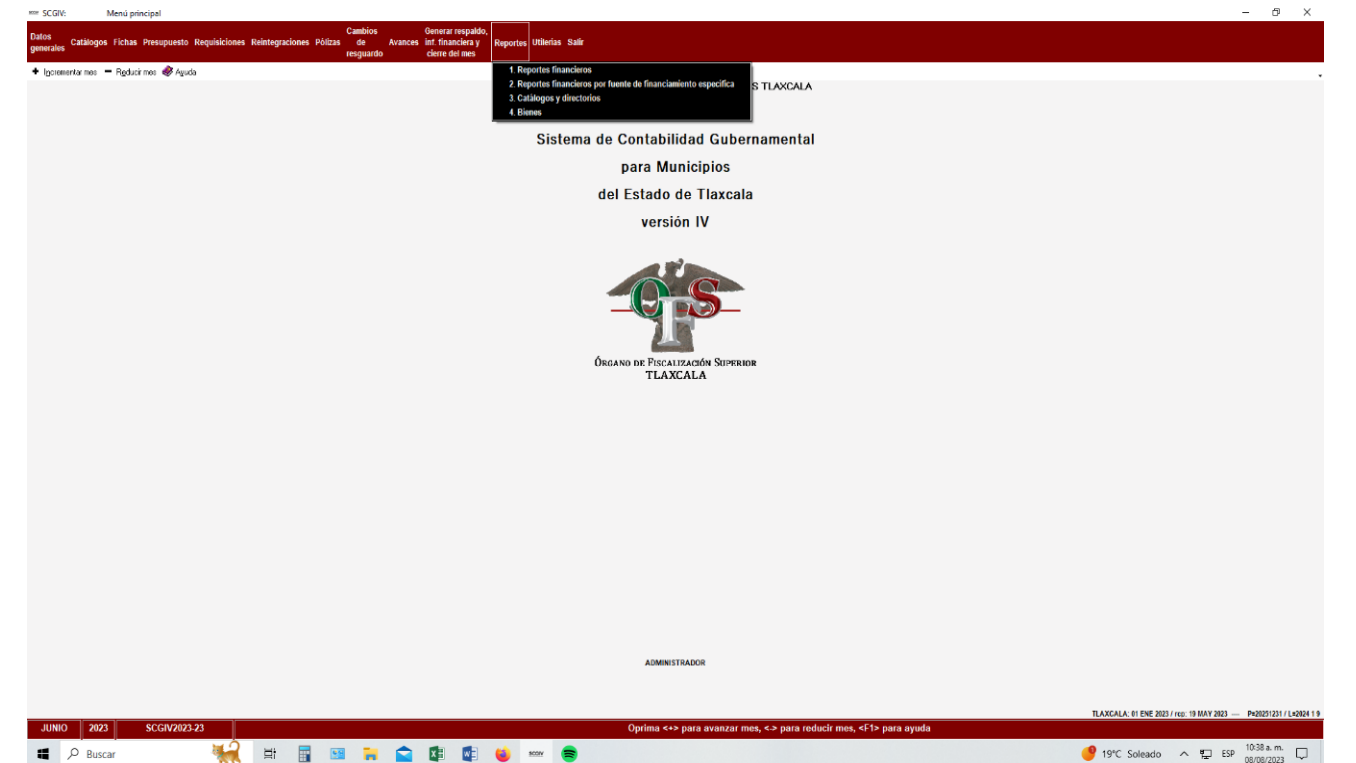 SCGIV: Menú principal
Datos generales Catálogos Fichas Presupuesto Requisiciones Reintegraciones Pólizas Cambios de resguardo Avances Generar respaldo, inf. financiera y cierre del mes Reportes Utilerías Salir
Incrementar mes Reducir mes Ayuda
1. Reportes financieros
2. Reportes financieros por fuente de financiamiento especifica
S TLAXCALA
3. Catálogos y directorios
4. Bienes
Sistema de Contabilidad Gubernamental
para Municipios
del Estado de Tlaxcala
versión IV
OFS
ÓRGANO DE FISCALIZACIÓN SUPERIOR
TLAXCALA
ADMINISTRADOR
TLAXCALA: 01 ENE 2023 / rep: 19 MAY 2023 — P=20251231 / L=2024 1 9
JUNIO 2023 SCGIV2023-23 Oprima <+> para avanzar mes, <-> para reducir mes, <F1> para ayuda
Buscar SCGIV 19°C Soleado ESP 10:38 a. m.
08/08/2023